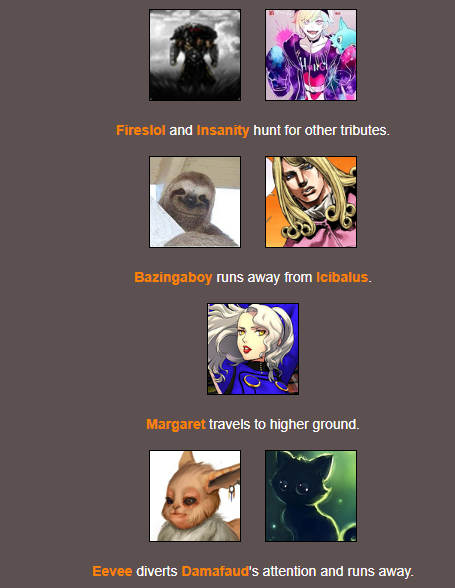 Fireslol and Insanity hunt for other tributes.
Bazingaboy runs away from Icibalus.
Margaret travels to higher ground.
Eevee diverts Damafaud's attention and runs away.